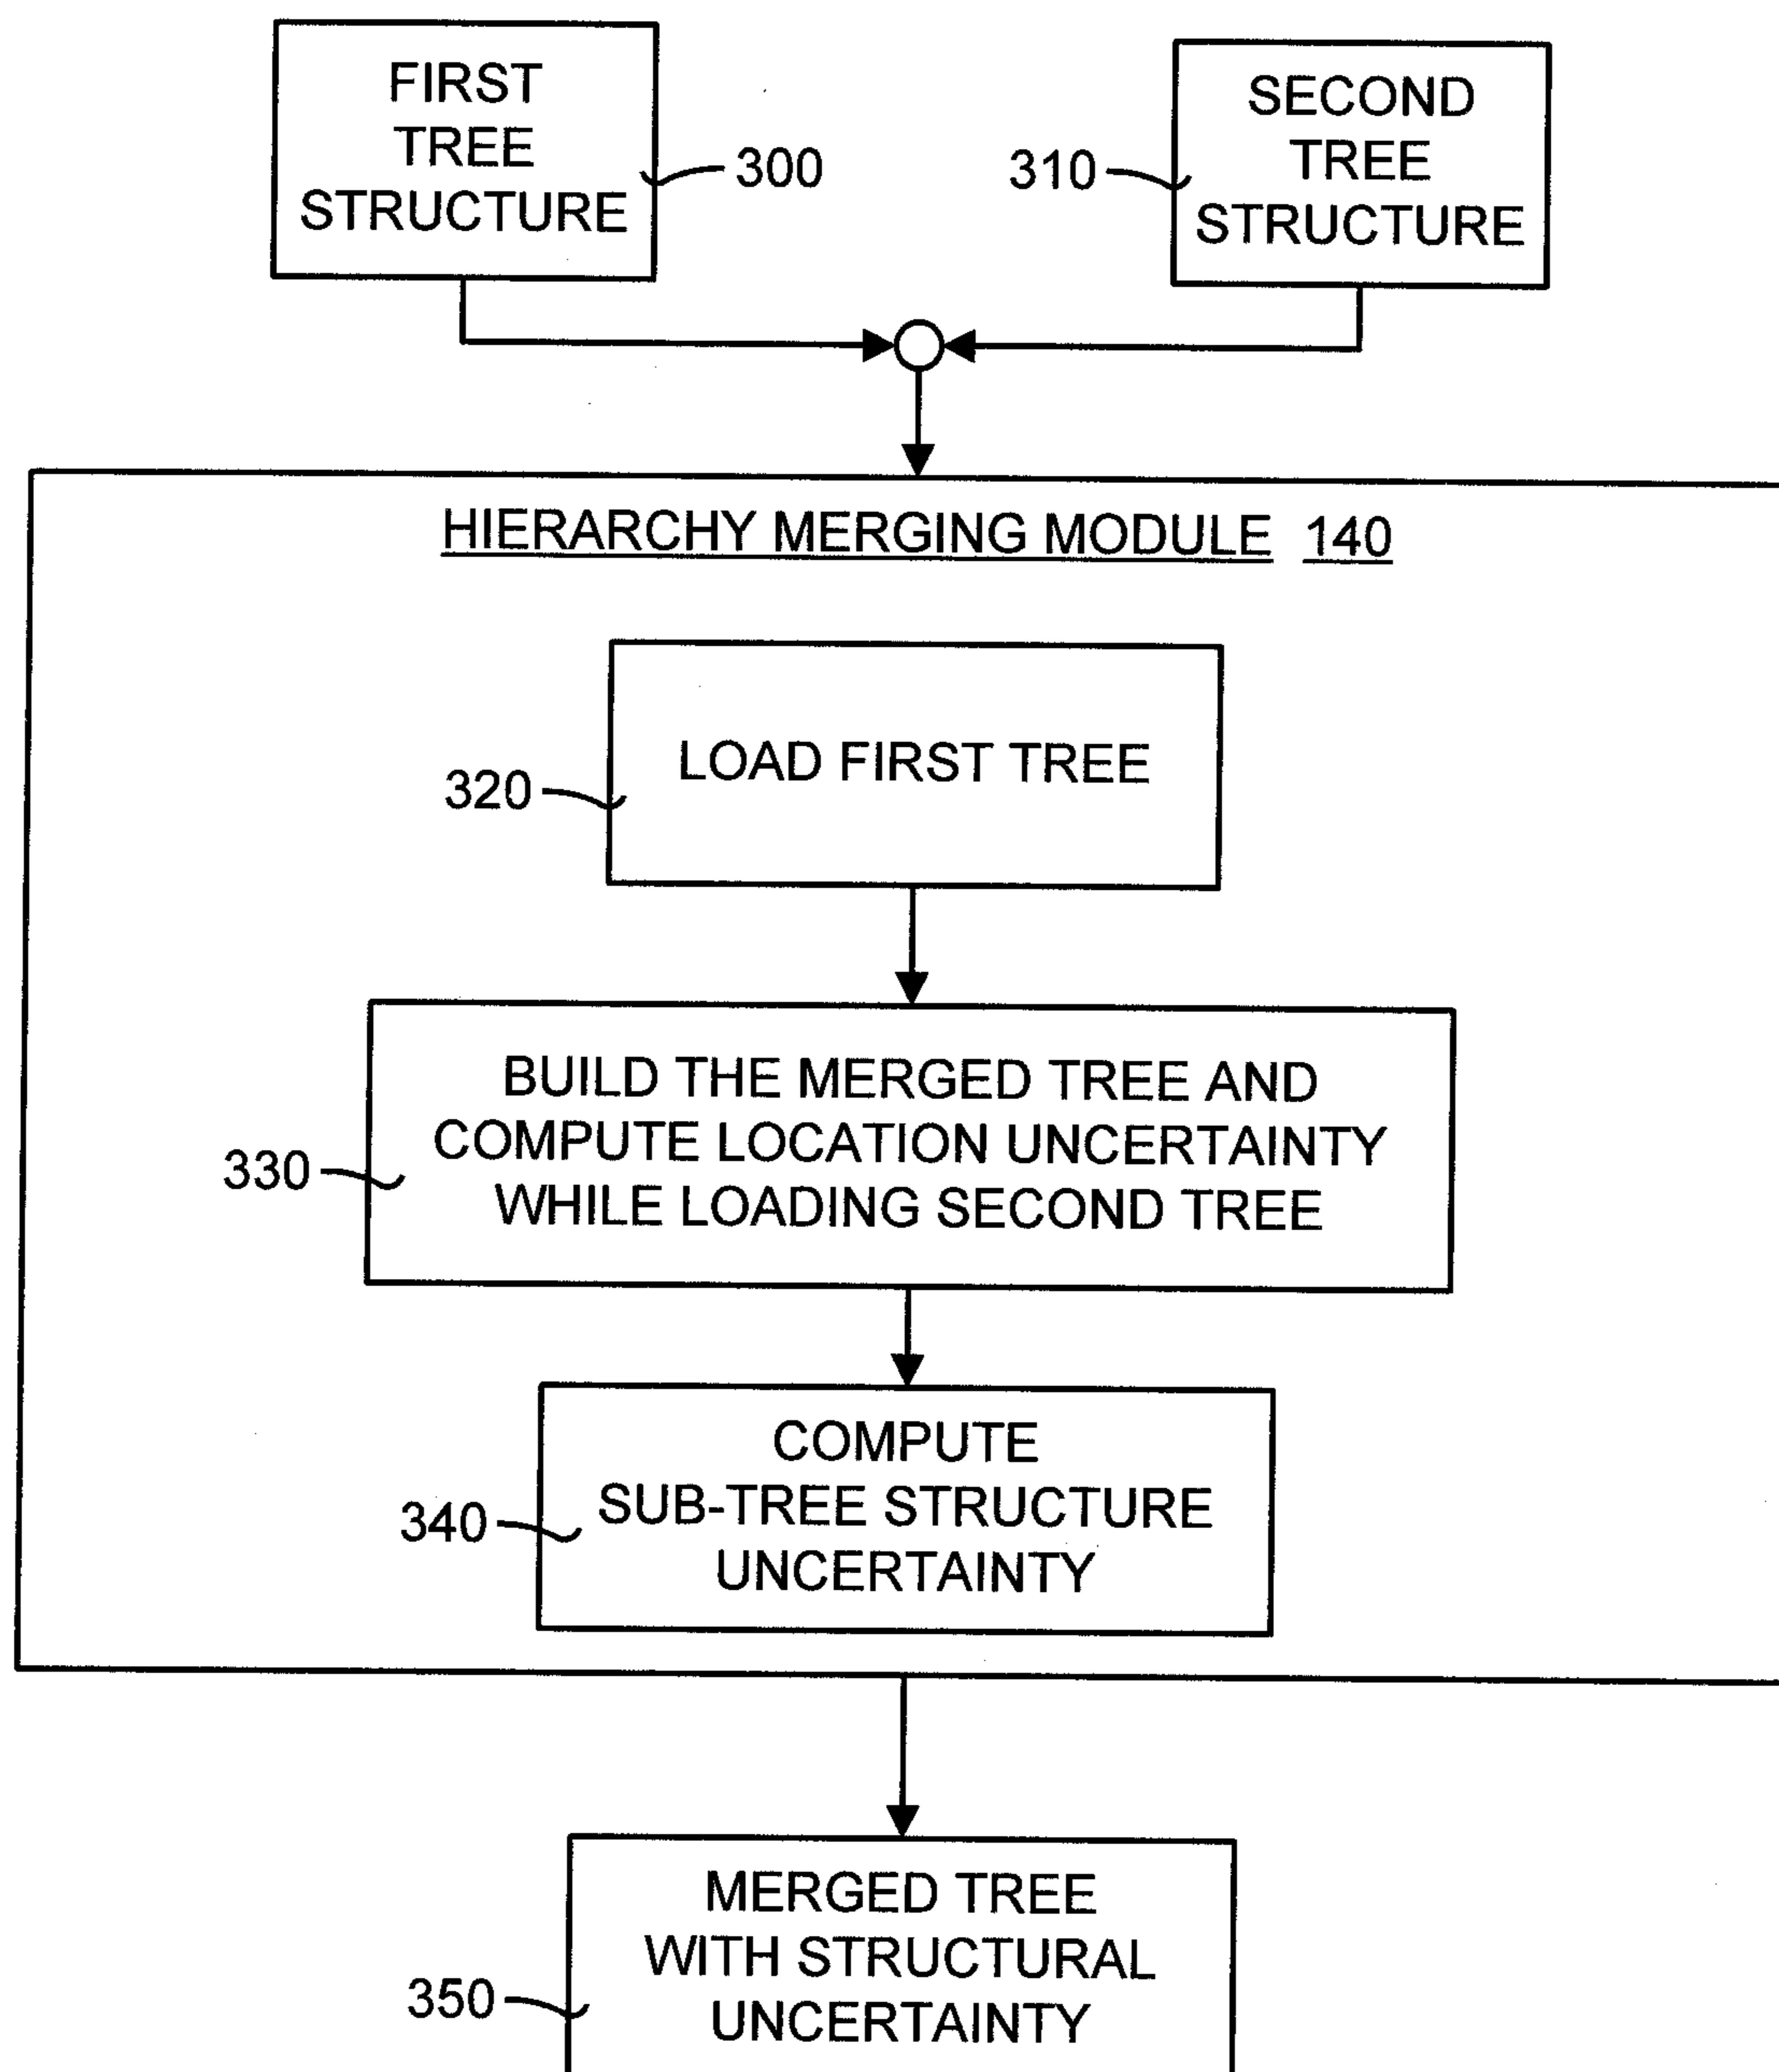 FIRST
TREE
STRUCTURE
300
SECOND
TREE
STRUCTURE
310
HIERARCHY MERGING MODULE 140
LOAD FIRST TREE
320
BUILD THE MERGED TREE AND
COMPUTE LOCATION UNCERTAINTY
WHILE LOADING SECOND TREE
330
COMPUTE
SUB-TREE STRUCTURE
UNCERTAINTY
340
MERGED TREE
WITH STRUCTURAL
UNCERTAINTY
350